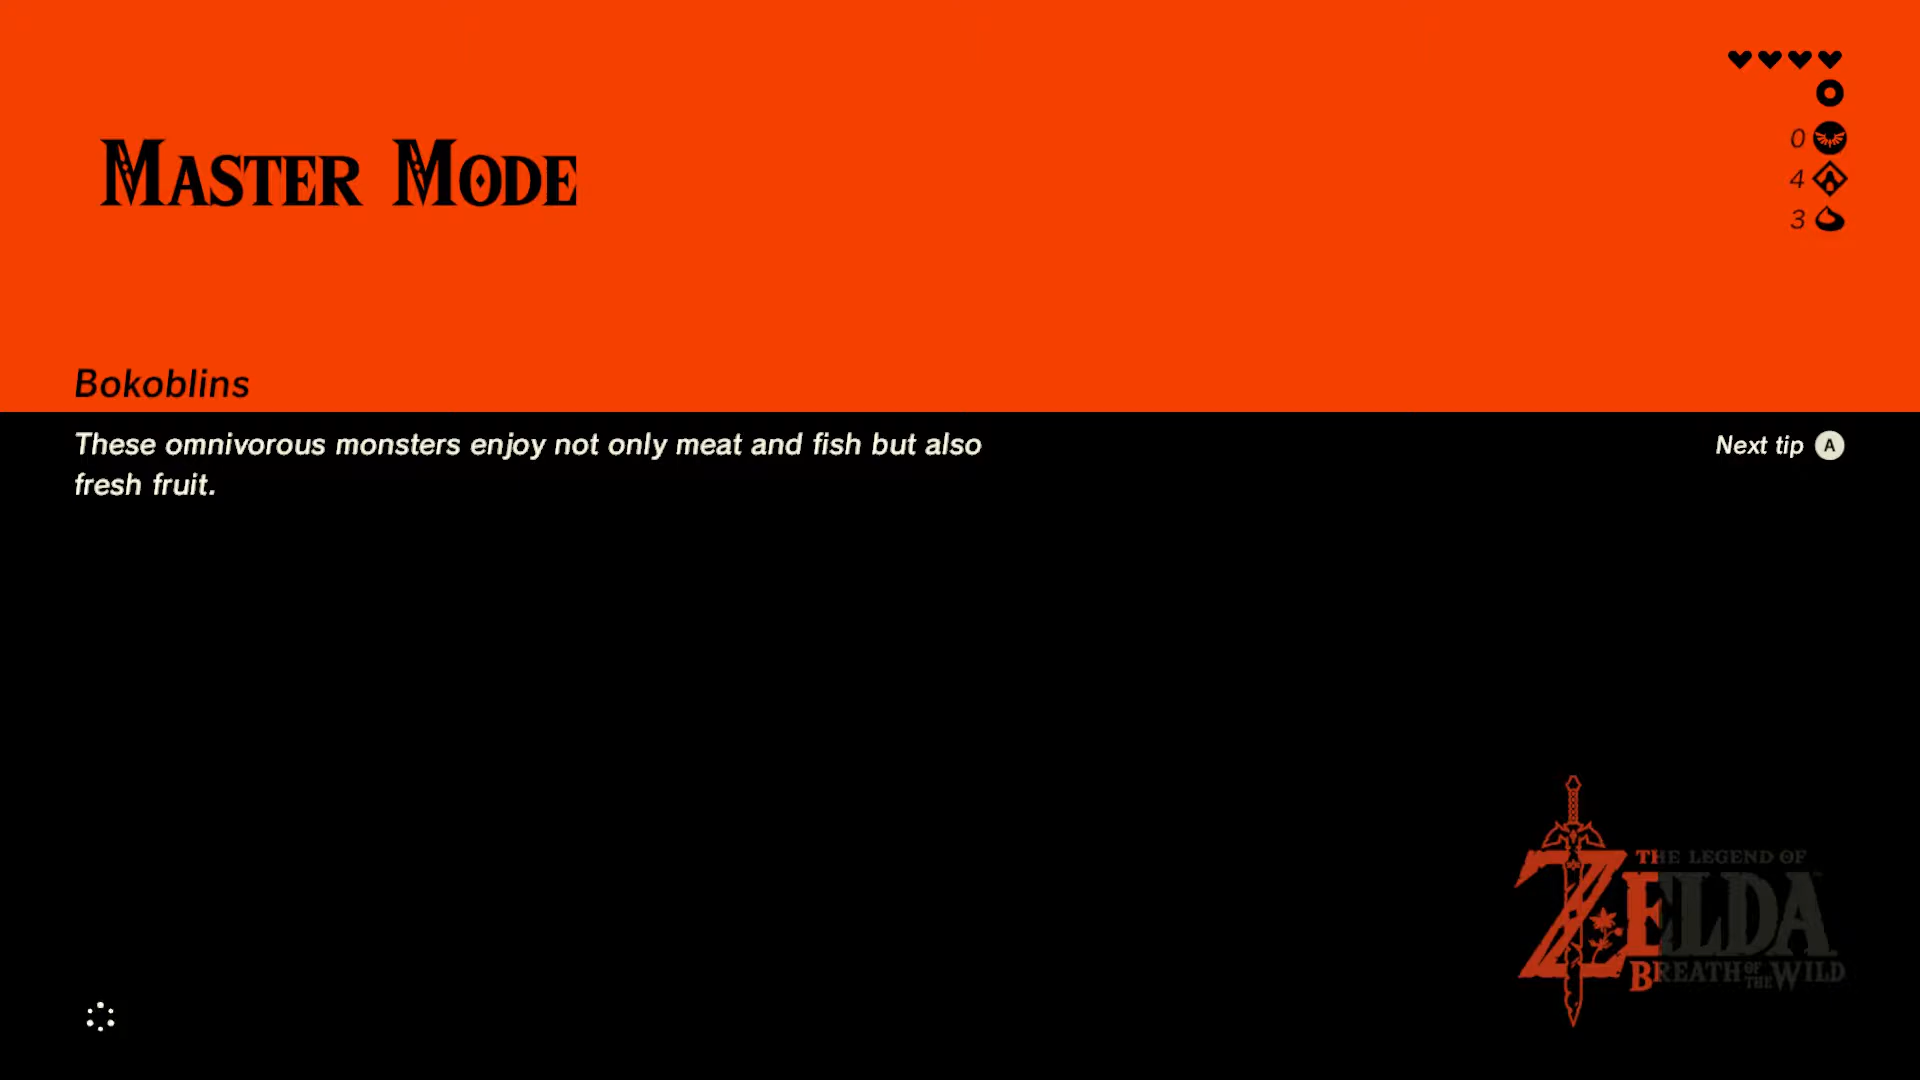 Master Mode
0
4
3
Bokoblins
These omnivorous monsters enjoy not only meat and fish but also
fresh fruit.
Next tip A
THE LEGEND OF
ZELDA
BREATH OF THE WILD